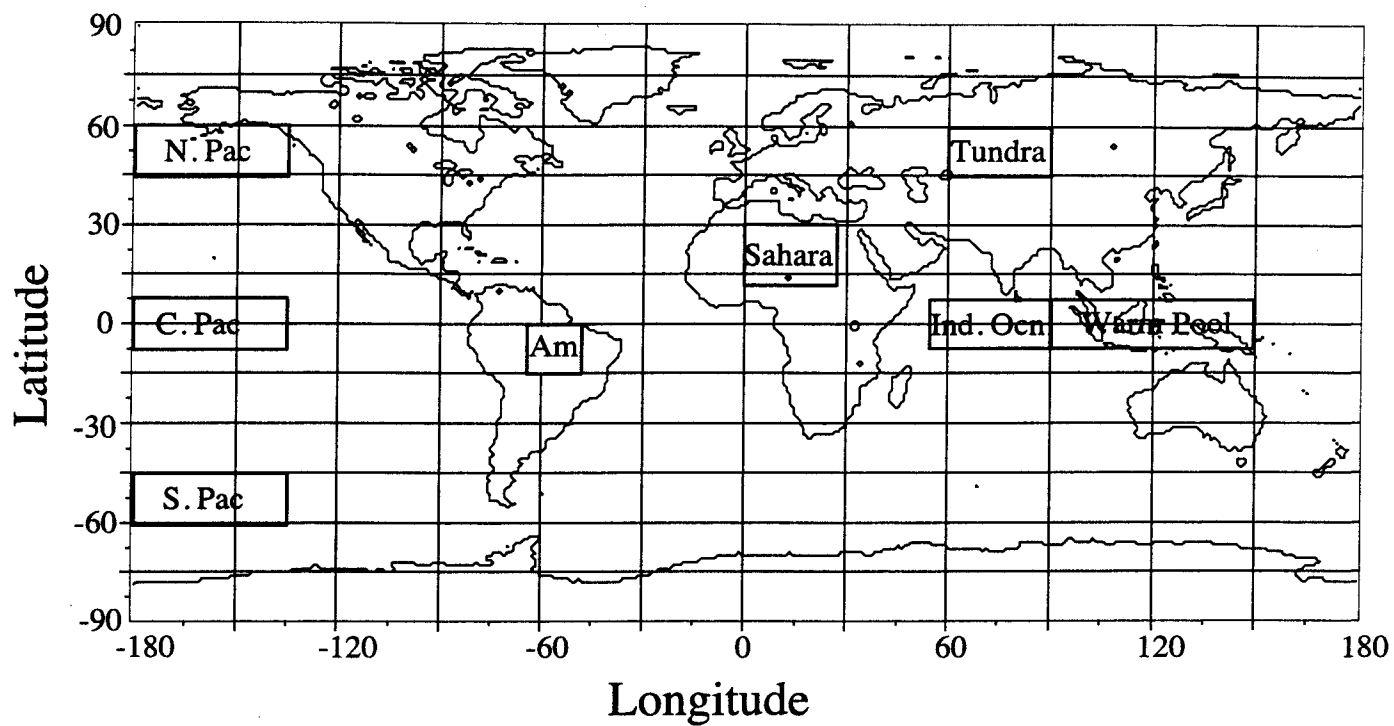 90
60
30
0
-30
-60
-90
Latitude
N. Pac
Tundra
Sahara
C. Pac
Ind. Ocn
Warm Pool
Am
S. Pac
-180
-120
-60
0
60
120
180
Longitude